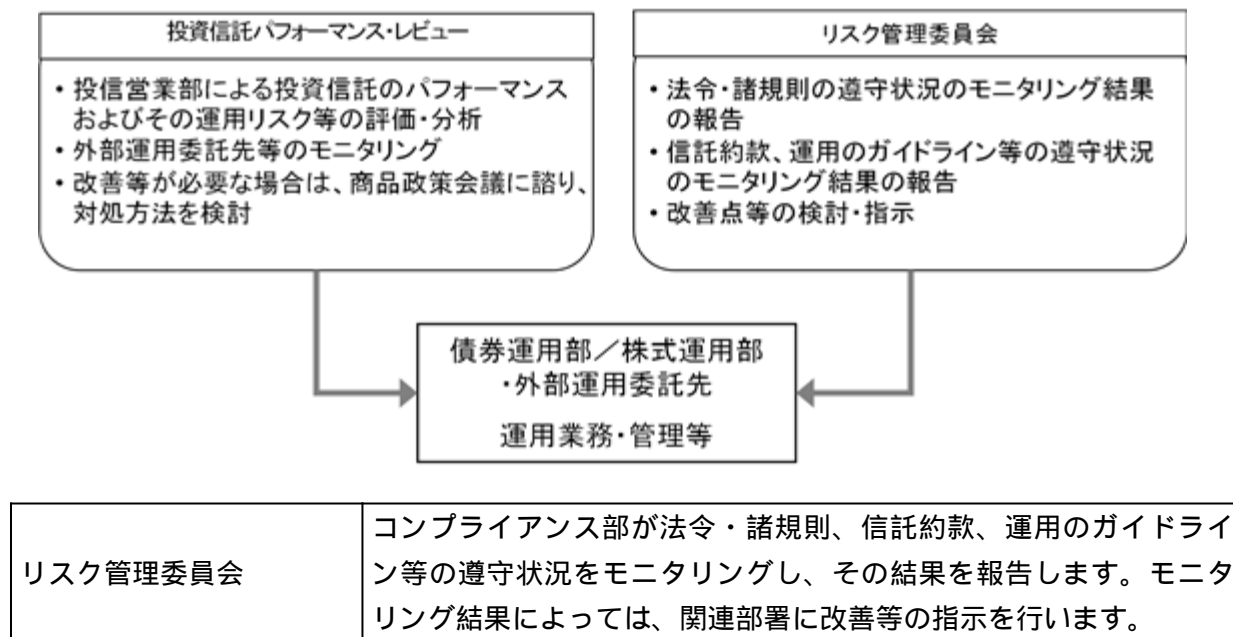 投資信託パフォーマンス・レビュー
・投信営業部による投資信託のパフォーマンス
およびその運用リスク等の評価・分析
・外部運用委託先等のモニタリング
・改善等が必要な場合は、商品政策会議に諮り、
対処方法を検討
リスク管理委員会
・法令・諸規則の遵守状況のモニタリング結果
の報告
・信託約款、運用のガイドライン等の遵守状況
のモニタリング結果の報告
・改善点等の検討・指示
債券運用部／株式運用部
・外部運用委託先
運用業務・管理等
リスク管理委員会
コンプライアンス部が法令・諸規則、信託約款、運用のガイドライ
ン等の遵守状況をモニタリングし、その結果を報告します。モニタ
リング結果によっては、関連部署に改善等の指示を行います。